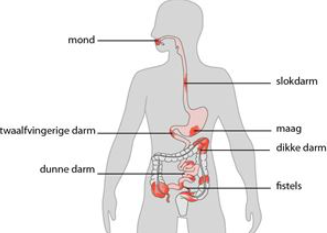 mond
slokdarm
twaalfvingerige darm
maag
dikke darm
dunne darm
fistels